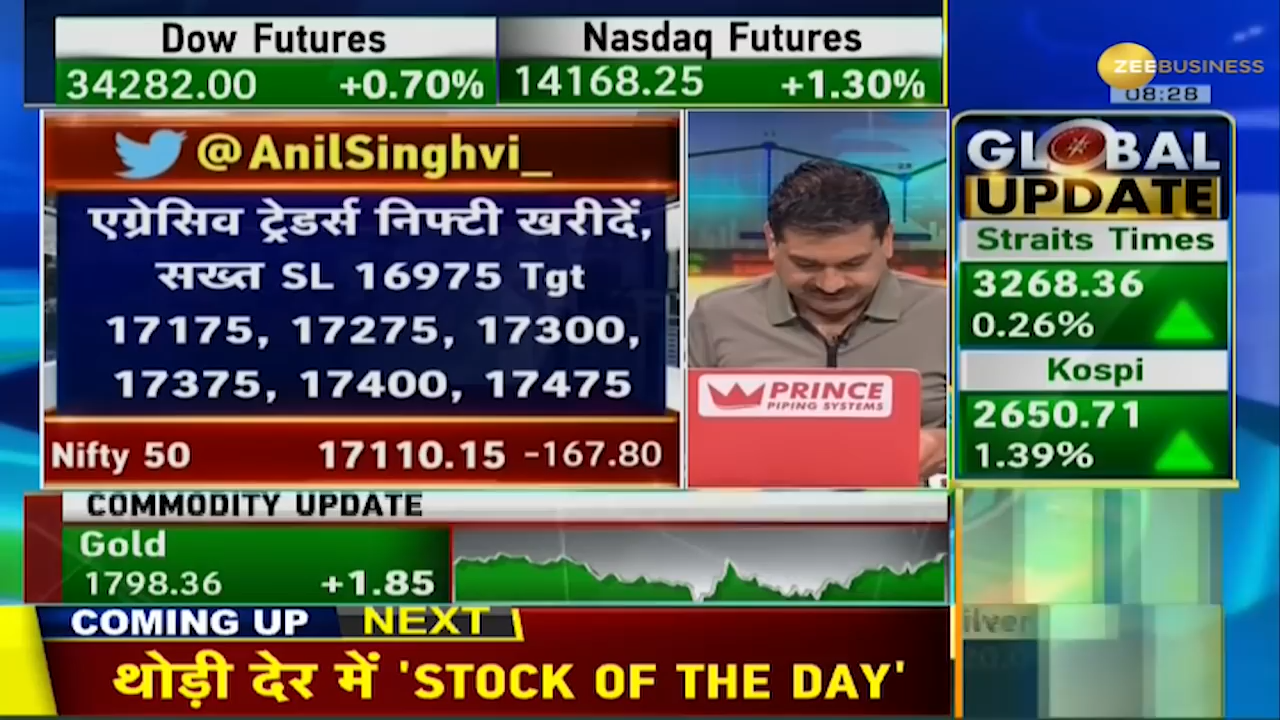 Dow Futures
34282.00 +0.70%
Nasdaq Futures
14168.25 +1.30%
ZEEBUSINESS
08:28
@AnilSinghvi_
एग्रेसिव ट्रेडर्स निफ्टी खरीदें,
सख्त SL 16975 Tgt
17175, 17275, 17300,
17375, 17400, 17475
Nifty 50 17110.15 -167.80
PRINCE
PIPING SYSTEMS
GLOBAL
UPDATE
Straits Times
3268.36
0.26%
Kospi
2650.71
1.39%
COMMODITY UPDATE
Gold
1798.36 +1.85
COMING UP NEXT
थोड़ी देर में 'STOCK OF THE DAY'